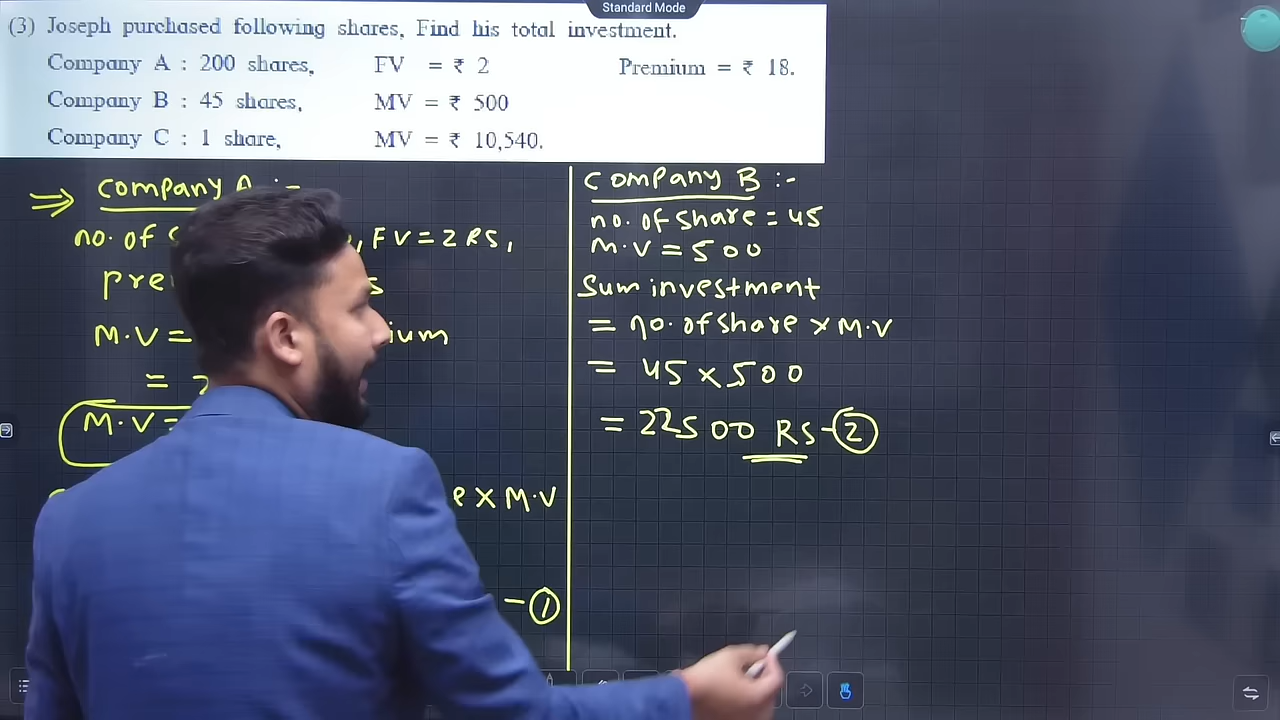 Standard Mode
(3) Joseph purchased following shares, Find his total investment.
Company A : 200 shares, FV = ₹ 2 Premium = ₹ 18.
Company B : 45 shares, MV = ₹ 500
Company C : 1 share, MV = ₹ 10,540.
⇒ Company A :-
no. of , FV = 2 RS,
M.V =
=
M.V =
e × M.V
- ①
Company B :-
no. of share = 45
M.V = 500
Sum investment
= no. of share × M.V
= 45 × 500
= 22500 RS - ②